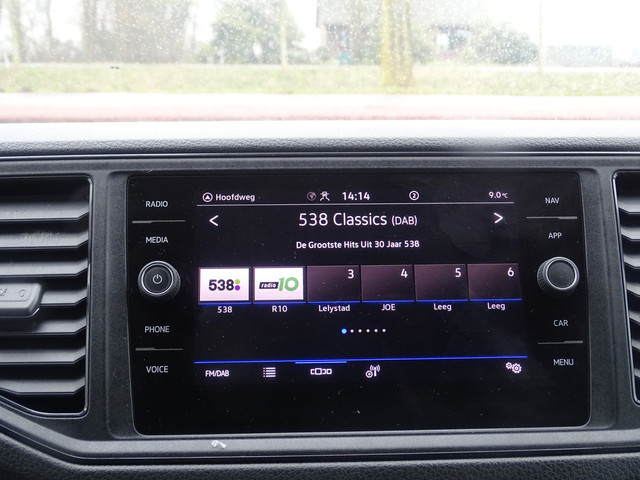 RADIO
MEDIA
PHONE
VOICE
Hoofdweg 14:14 2 9.0°C
< 538 Classics (DAB) >
De Grootste Hits Uit 30 Jaar 538
538 radio 10 3 4 5 6
538 R10 Lelystad JOE Leeg Leeg
FM/DAB
NAV
APP
CAR
MENU